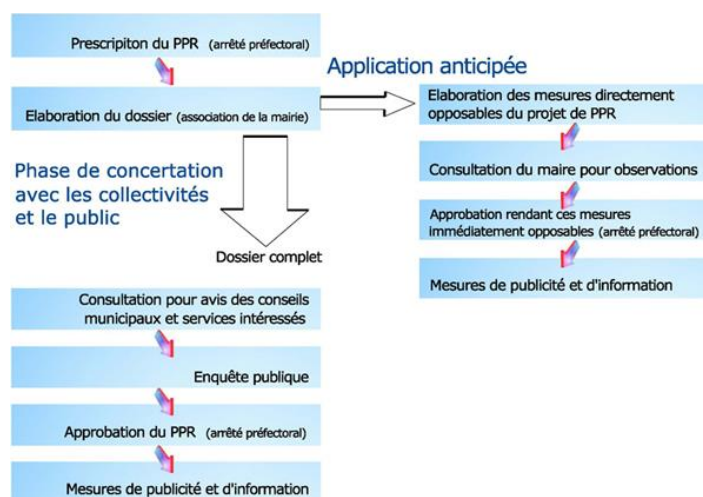 Prescripiton du PPR (arrêté préfectoral)
Elaboration du dossier (association de la mairie)
Application anticipée
Elaboration des mesures directement
opposables du projet de PPR
Consultation du maire pour observations
Approbation rendant ces mesures
immédiatement opposables (arrêté préfectoral)
Mesures de publicité et d'information
Phase de concertation
avec les collectivités
et le public
Dossier complet
Consultation pour avis des conseils
municipaux et services intéressés
Enquête publique
Approbation du PPR (arrêté préfectoral)
Mesures de publicité et d'information